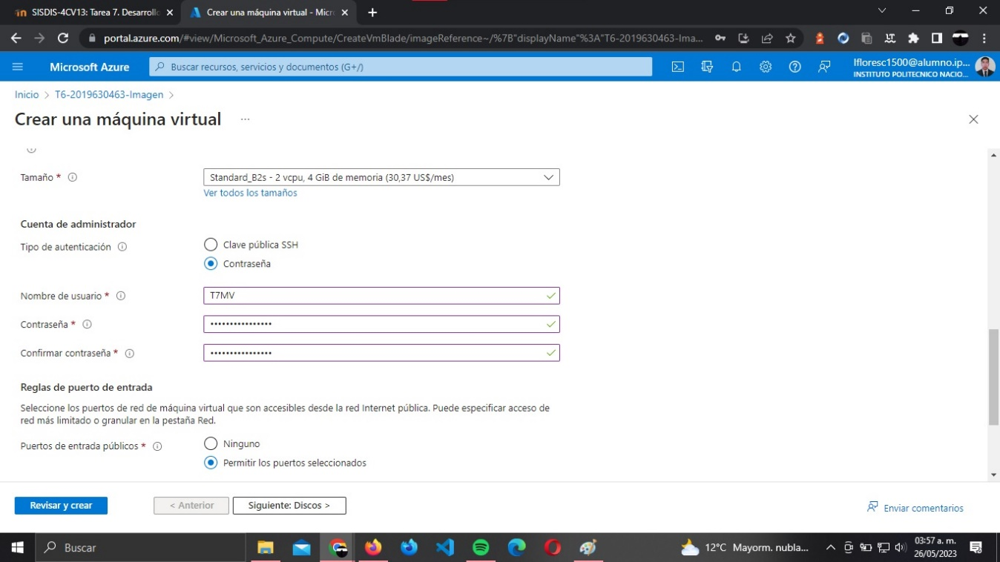 SISDIS-4CV13: Tarea 7. Desarrollo
Crear una máquina virtual - Micro
portal.azure.com/#view/Microsoft_Azure_Compute/CreateVmBlade/imageReference~/%7B"displayName"%3A"T6-2019630463-Ima...
Microsoft Azure
Buscar recursos, servicios y documentos (G+/)
lfloresc1500@alumno.ip...
INSTITUTO POLITECNICO NACIO...
Inicio > T6-2019630463-Imagen >
Crear una máquina virtual ...
Tamaño *
Standard_B2s - 2 vcpu, 4 GiB de memoria (30,37 US$/mes)
Ver todos los tamaños
Cuenta de administrador
Tipo de autenticación
Clave pública SSH
Contraseña
Nombre de usuario *
T7MV
Contraseña *
••••••••••••••••
Confirmar contraseña *
••••••••••••••••
Reglas de puerto de entrada
Seleccione los puertos de red de máquina virtual que son accesibles desde la red Internet pública. Puede especificar acceso de
red más limitado o granular en la pestaña Red.
Puertos de entrada públicos *
Ninguno
Permitir los puertos seleccionados
Revisar y crear
< Anterior
Siguiente: Discos >
Enviar comentarios
Buscar
12°C Mayorm. nubla...
03:57 a. m.
26/05/2023